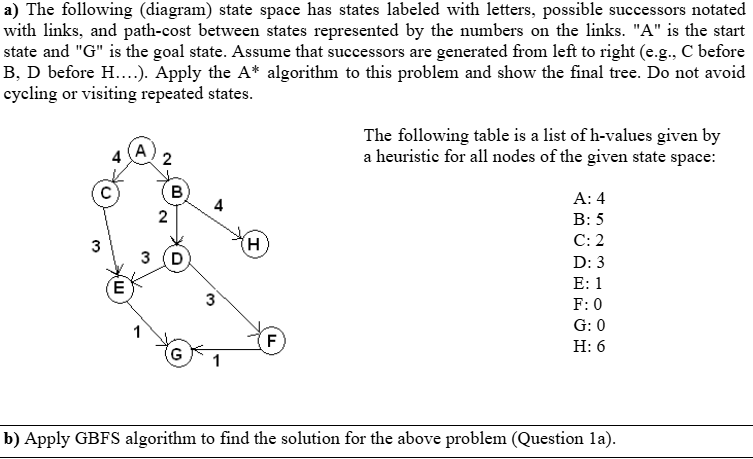 a) The following (diagram) state space has states labeled with letters, possible successors notated
with links, and path-cost between states represented by the numbers on the links. "A" is the start
state and "G" is the goal state. Assume that successors are generated from left to right (e.g., C before
B, D before H….). Apply the A* algorithm to this problem and show the final tree. Do not avoid
cycling or visiting repeated states.
The following table is a list of h-values given by
a heuristic for all nodes of the given state space:
4 A 2
C B
2 4
3 3 D H
E
3
1
G 1 F
A: 4
B: 5
C: 2
D: 3
E: 1
F: 0
G: 0
H: 6
b) Apply GBFS algorithm to find the solution for the above problem (Question 1a).